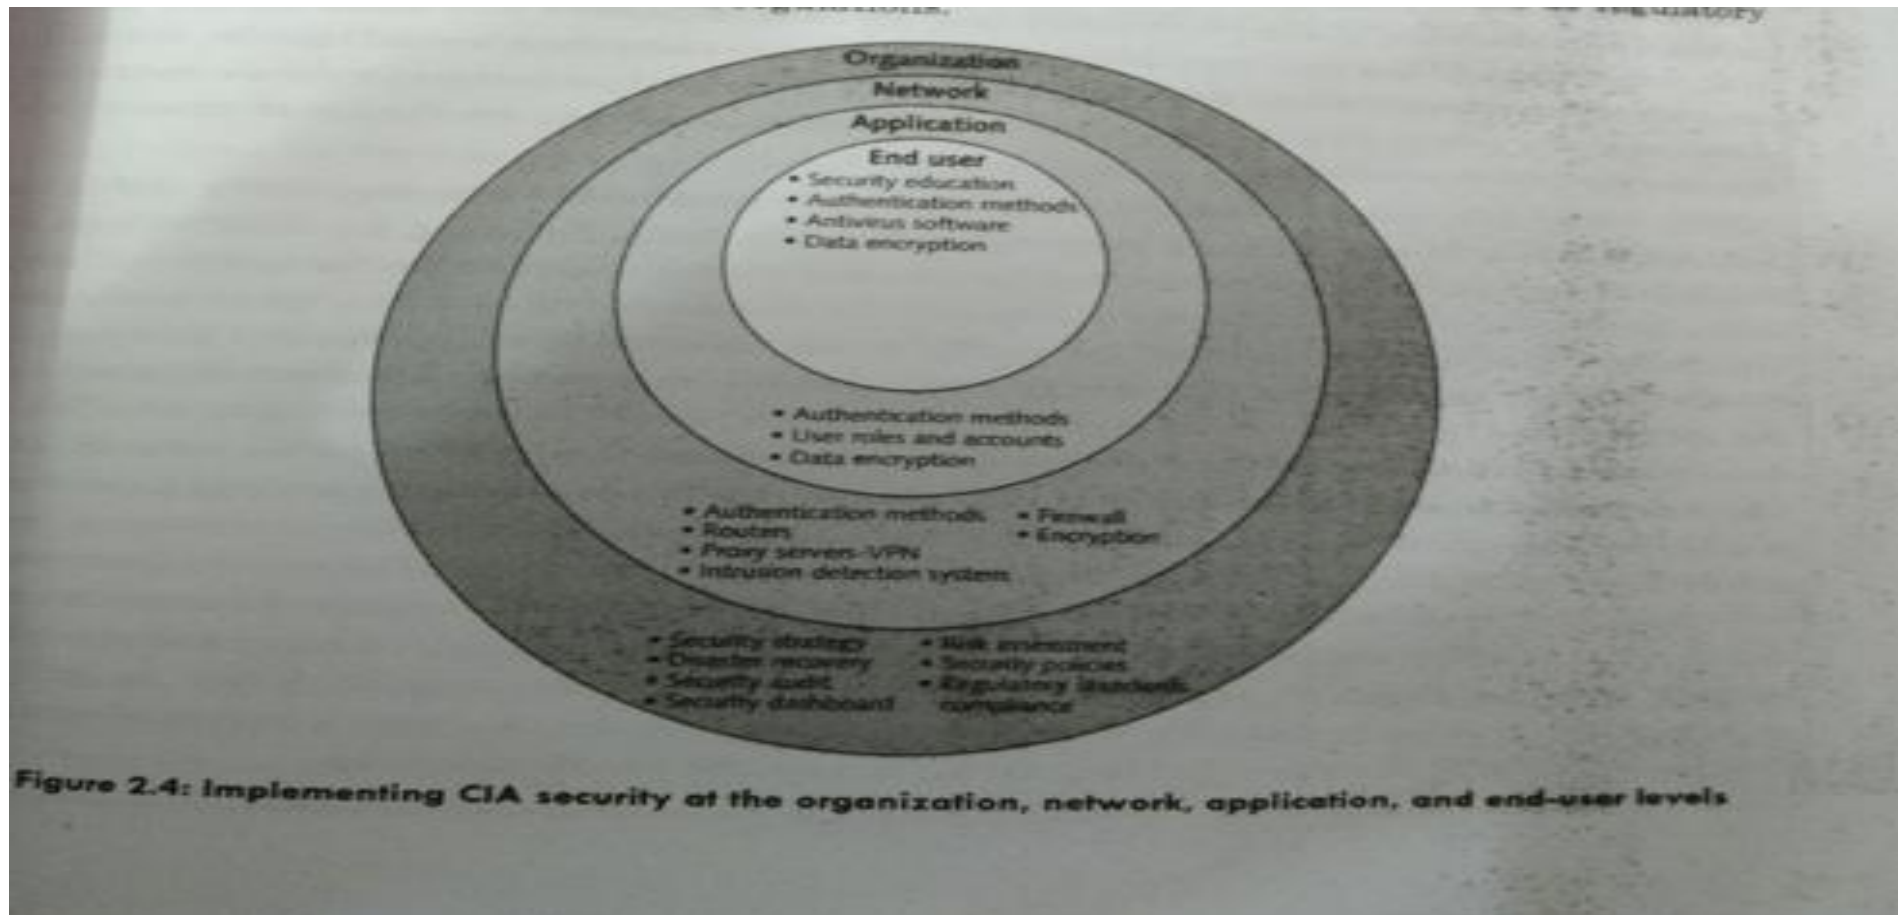 regulatory
Organization
Network
Application
End user
• Security education
• Authentication methods
• Antivirus software
• Data encryption
• Authentication methods
• User roles and accounts
• Data encryption
• Authentication methods
• Routers
• Proxy servers-VPN
• Intrusion detection system
• Firewall
• Encryption
• Security strategy
• Disaster recovery
• Security audit
• Security dashboard
• Risk assessment
• Security policies
• Regulatory standards
compliance
Figure 2.4: Implementing CIA security at the organization, network, application, and end-user levels